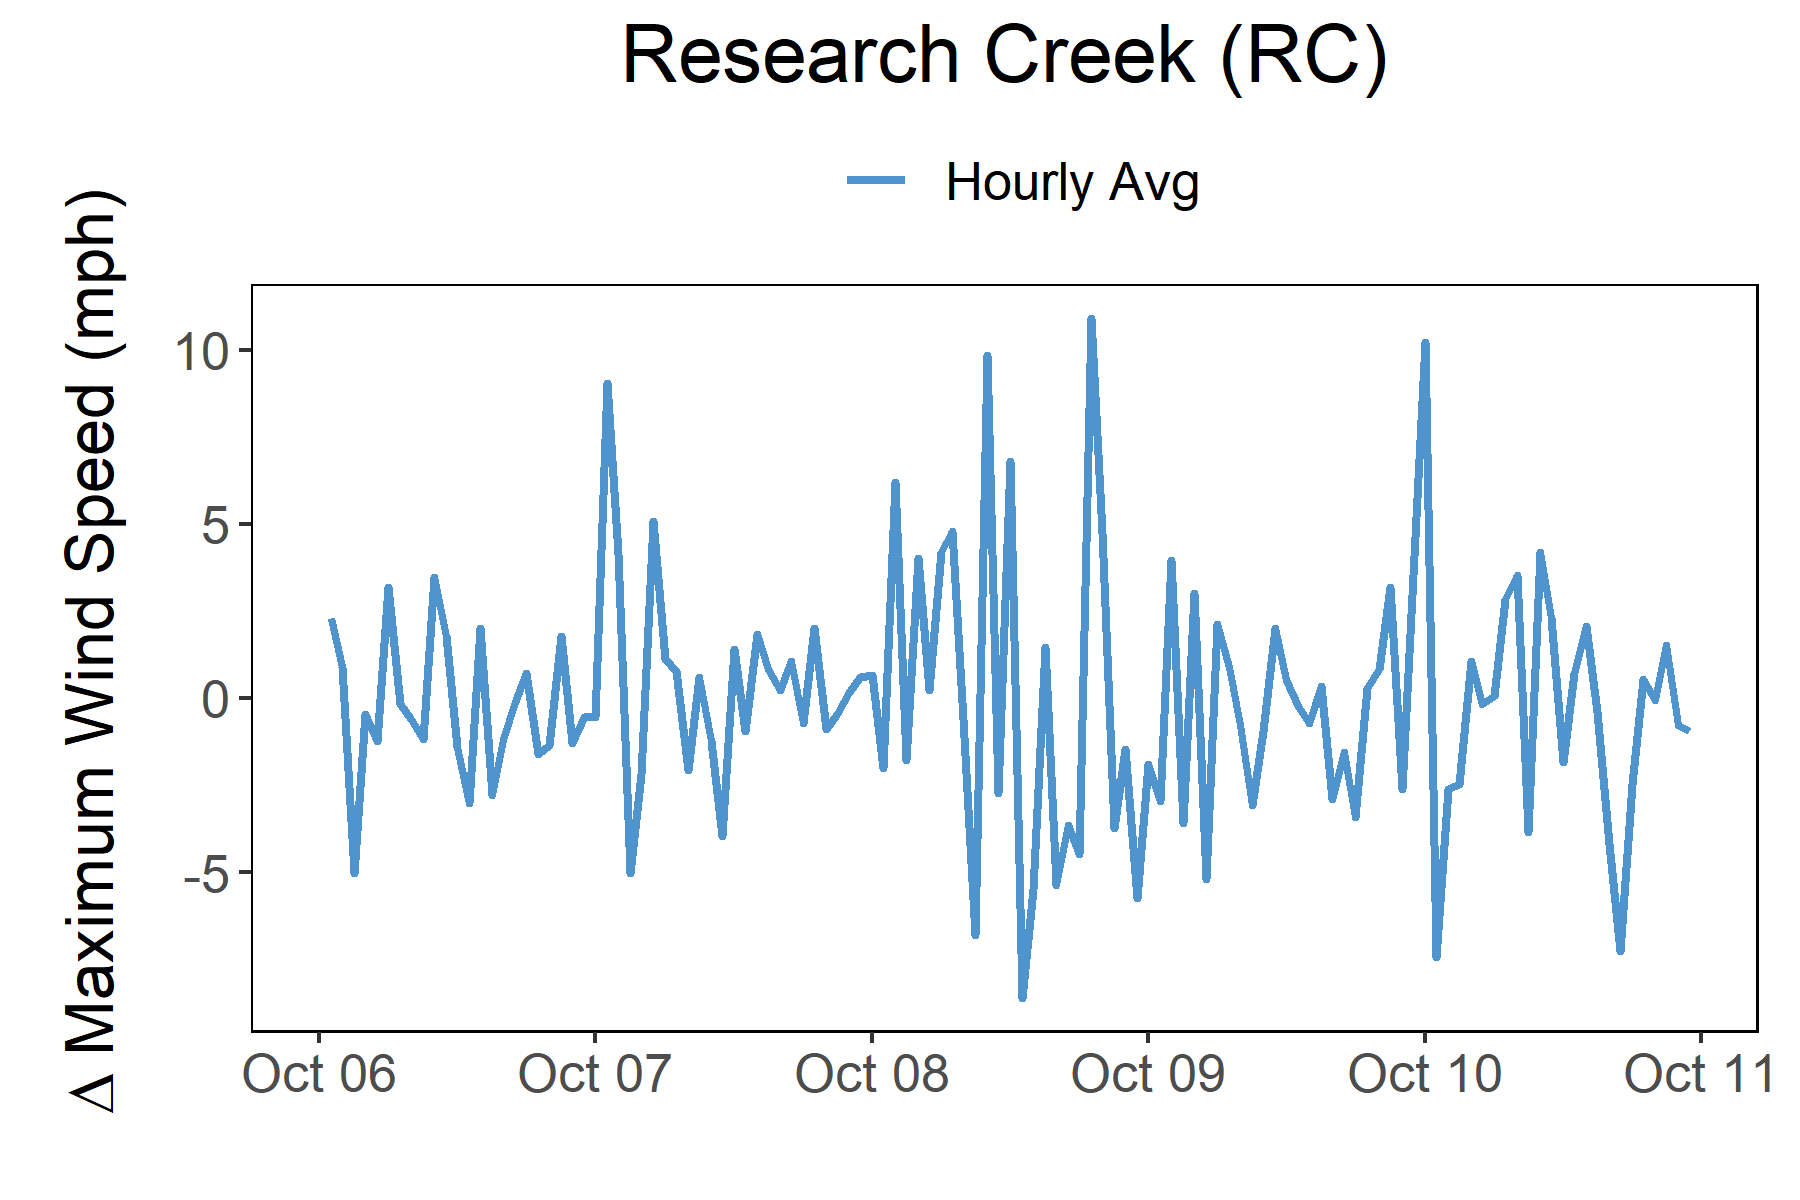 Research Creek (RC)
Hourly Avg
Δ Maximum Wind Speed (mph)
10
5
0
-5
Oct 06
Oct 07
Oct 08
Oct 09
Oct 10
Oct 11